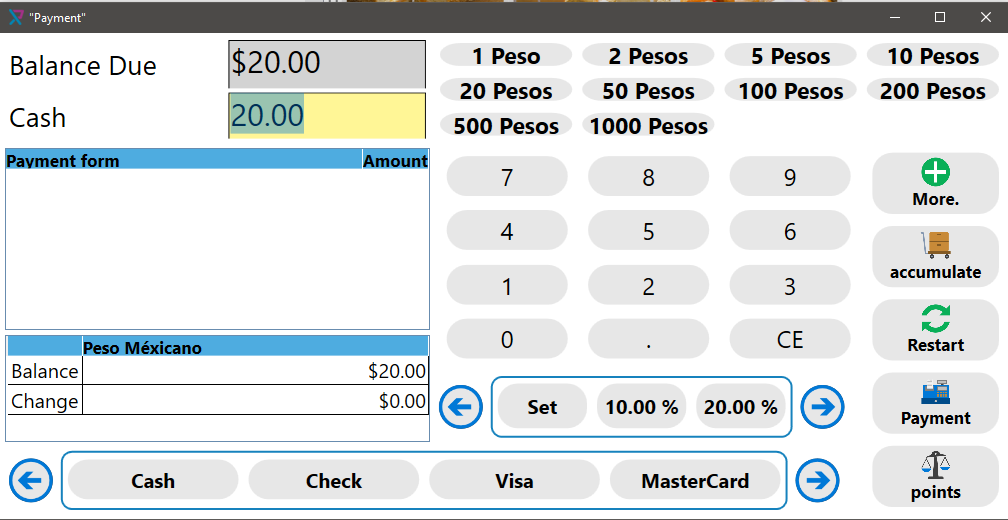 "Payment"
Balance Due $20.00
Cash 20.00
1 Peso 2 Pesos 5 Pesos 10 Pesos
20 Pesos 50 Pesos 100 Pesos 200 Pesos
500 Pesos 1000 Pesos
Payment form Amount
7 8 9
4 5 6
1 2 3
0 . CE
More.
accumulate
Restart
Payment
points
Peso Méxicano
Balance $20.00
Change $0.00
Set 10.00 % 20.00 %
Cash Check Visa MasterCard